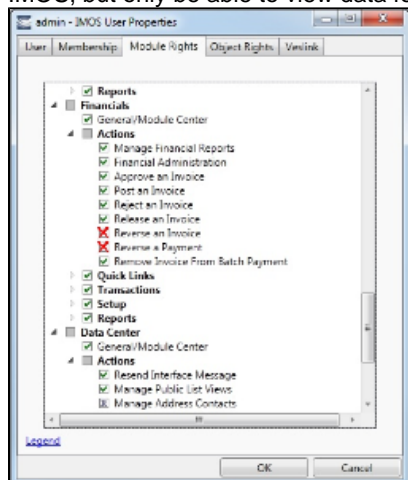 IMOS, but only be able to view data fo
admin - IMOS User Properties
User Membership Module Rights Object Rights Veslink
Reports
Financials
General/Module Center
Actions
Manage Financial Reports
Financial Administration
Approve an Invoice
Post an Invoice
Reject an Invoice
Release an Invoice
Reverse an Invoice
Reverse a Payment
Remove Invoice From Batch Payment
Quick Links
Transactions
Setup
Reports
Data Center
General/Module Center
Actions
Resend Interface Message
Manage Public List Views
Manage Address Contacts
Legend
OK Cancel